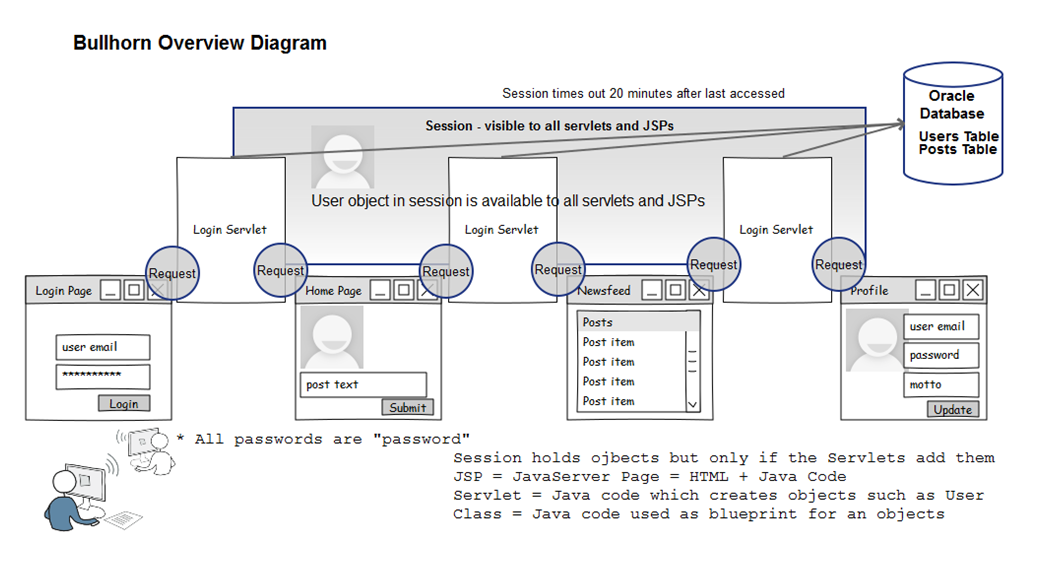 Bullhorn Overview Diagram
Session times out 20 minutes after last accessed
Oracle
Database
Users Table
Posts Table
Session - visible to all servlets and JSPs
User object in session is available to all servlets and JSPs
Login Servlet
Login Servlet
Login Servlet
Request
Request
Request
Request
Request
Request
Login Page
user email
**********
Login
Home Page
post text
Submit
Newsfeed
Posts
Post item
Post item
Post item
Post item
Profile
user email
password
motto
Update
* All passwords are "password"
Session holds ojbects but only if the Servlets add them
JSP = JavaServer Page = HTML + Java Code
Servlet = Java code which creates objects such as User
Class = Java code used as blueprint for an objects